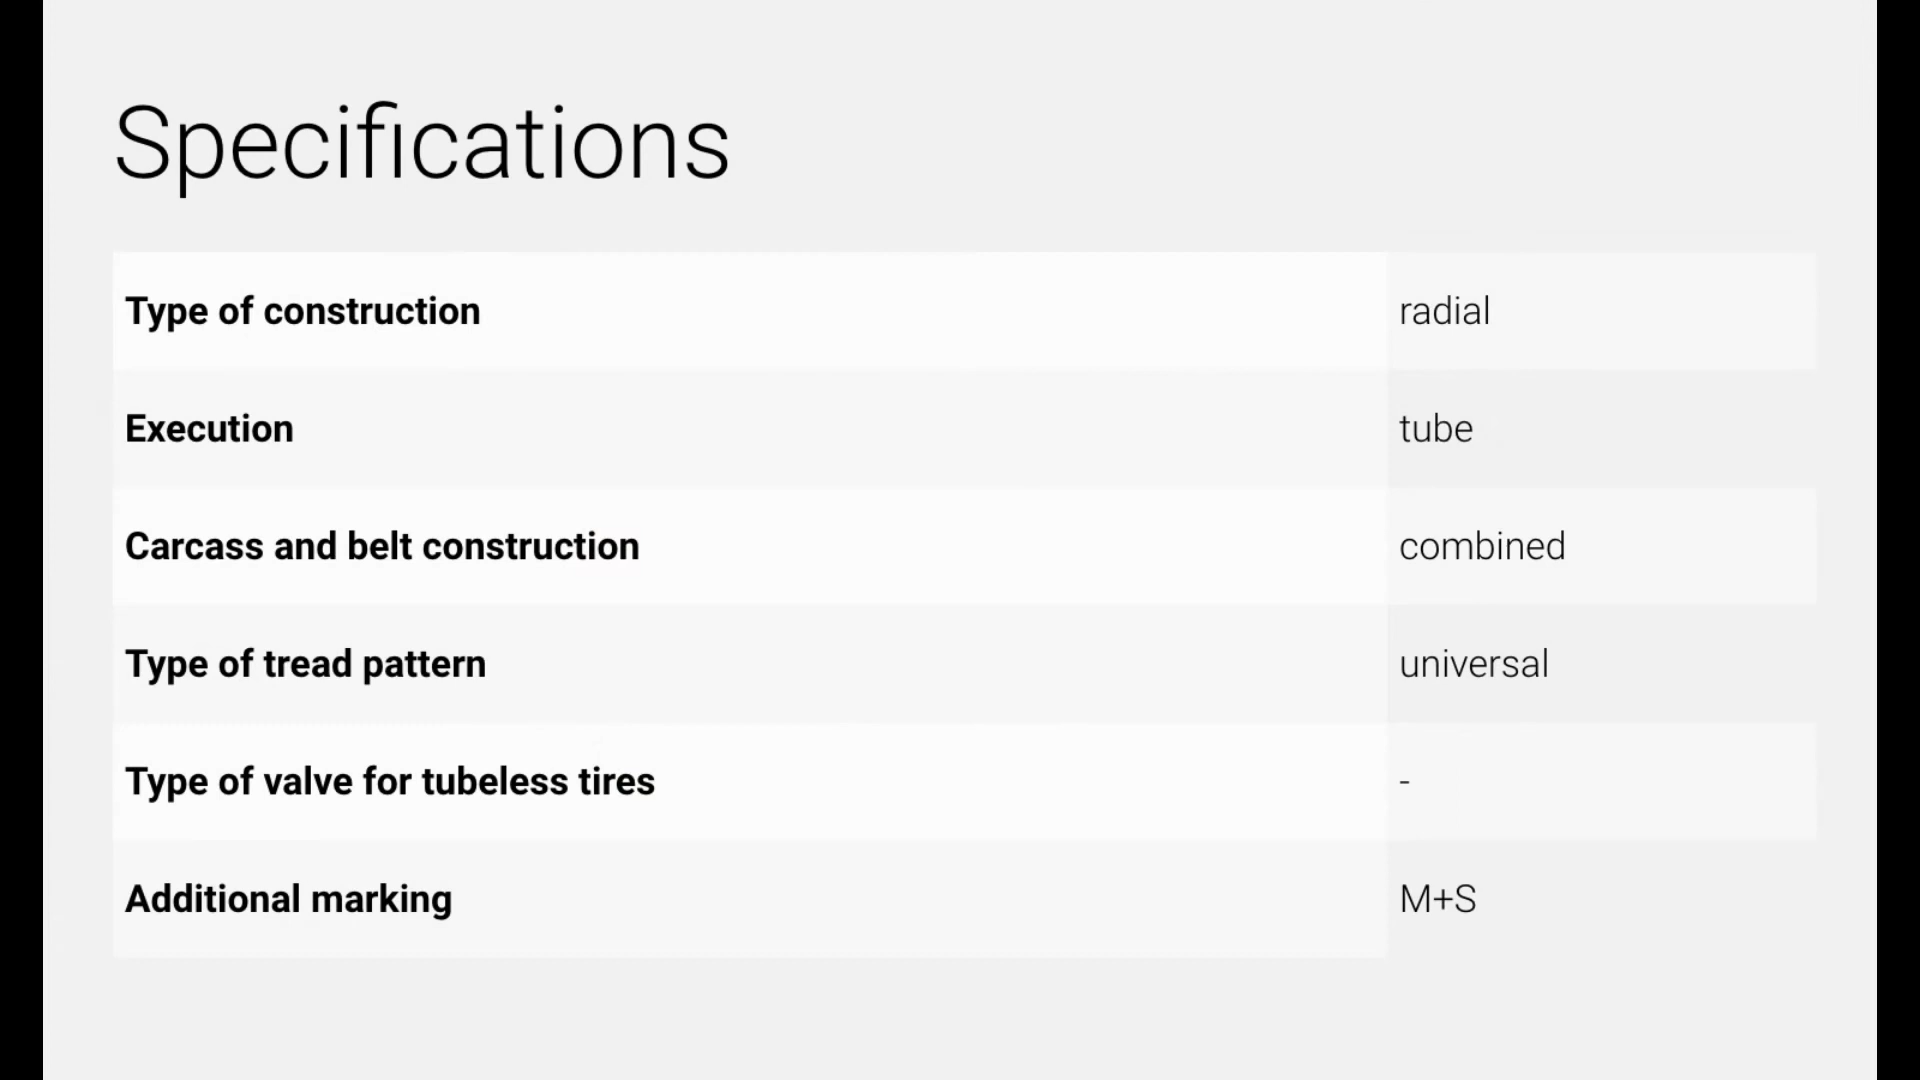 Specifications
Type of construction radial
Execution tube
Carcass and belt construction combined
Type of tread pattern universal
Type of valve for tubeless tires -
Additional marking M+S